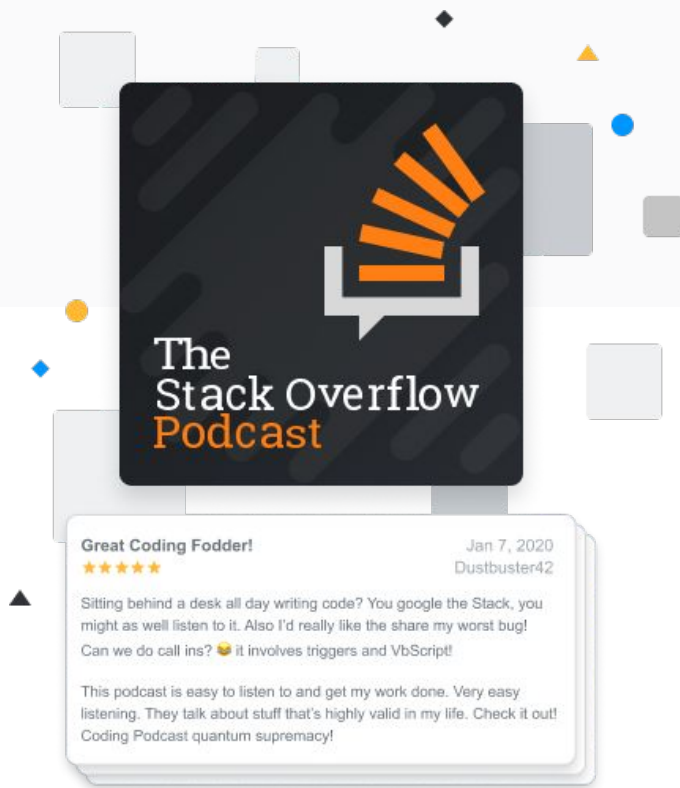 The
Stack Overflow
Podcast
Great Coding Fodder!
Jan 7, 2020
Dustbuster42
Sitting behind a desk all day writing code? You google the Stack, you
might as well listen to it. Also I'd really like the share my worst bug!
Can we do call ins? 😂 it involves triggers and VbScript!
This podcast is easy to listen to and get my work done. Very easy
listening. They talk about stuff that's highly valid in my life. Check it out!
Coding Podcast quantum supremacy!